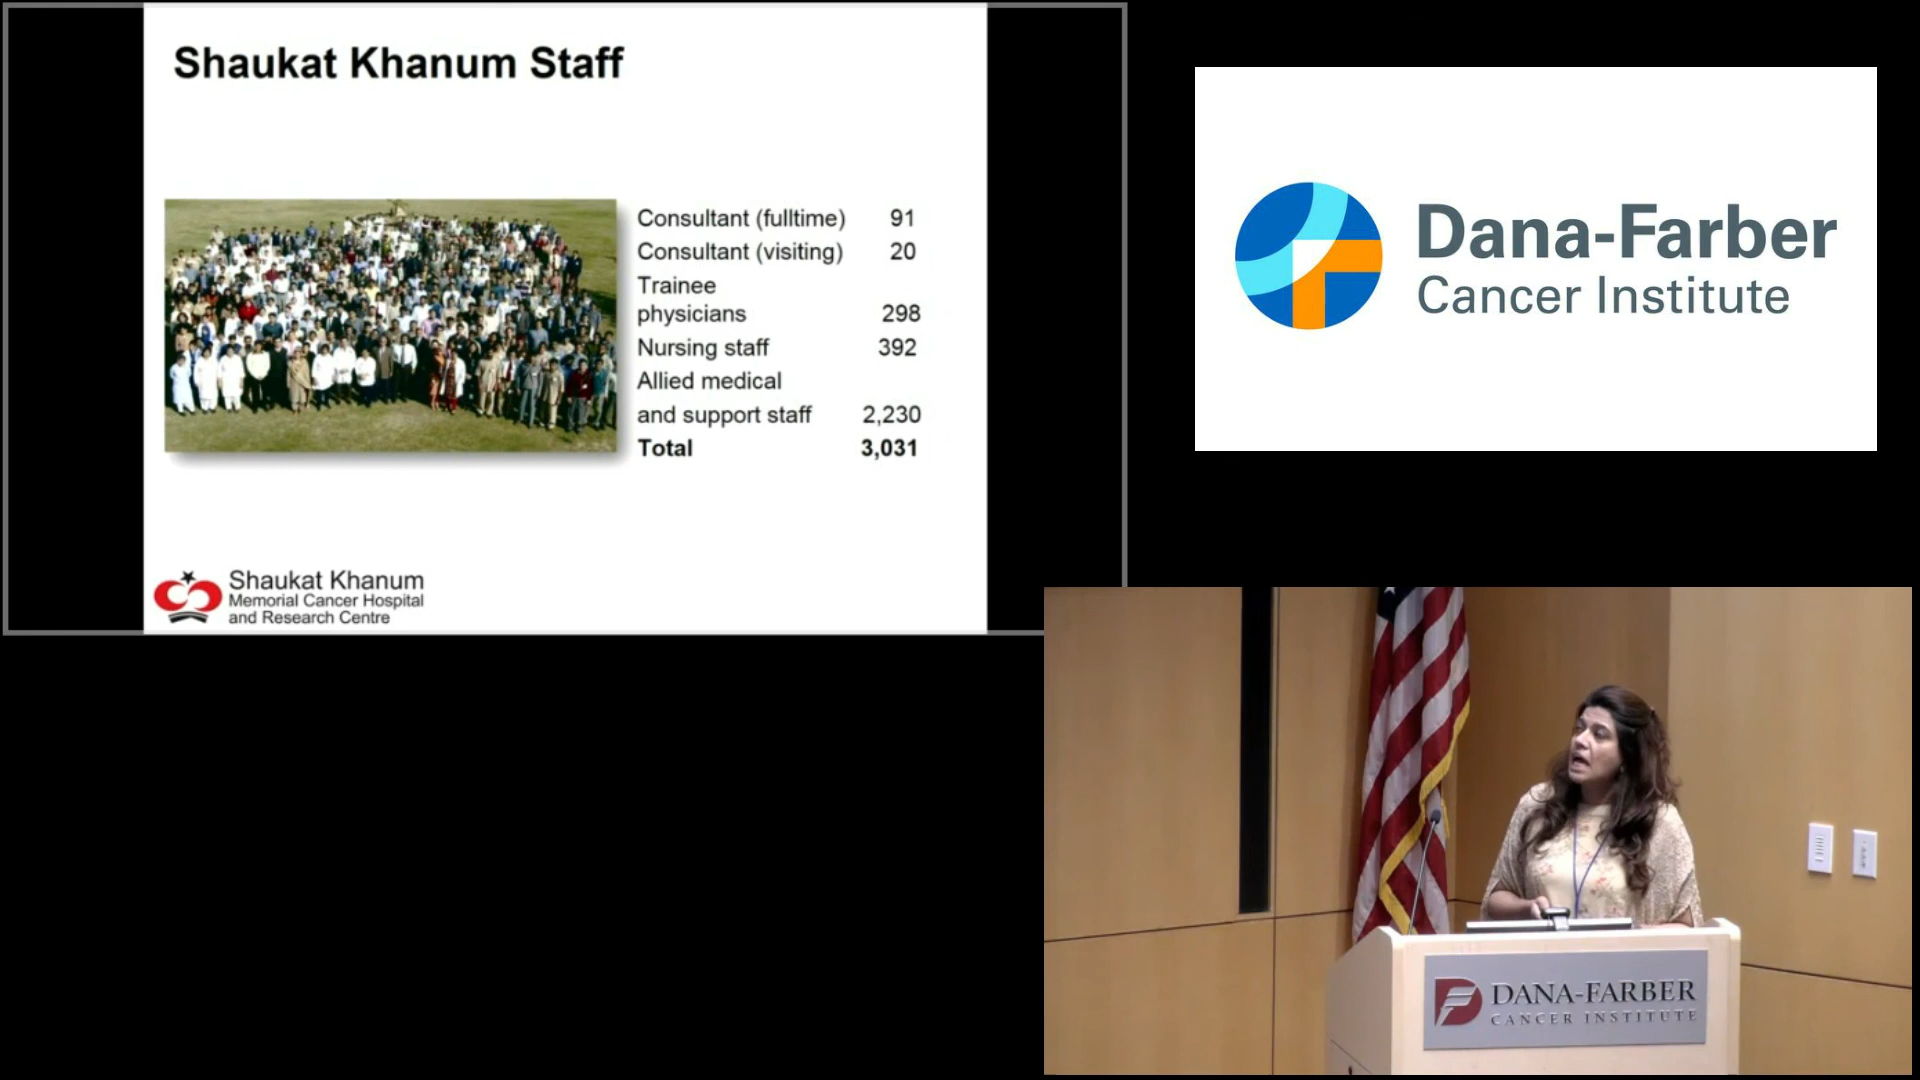 Shaukat Khanum Staff
Consultant (fulltime) 91
Consultant (visiting) 20
Trainee
physicians 298
Nursing staff 392
Allied medical
and support staff 2,230
Total 3,031
Shaukat Khanum
Memorial Cancer Hospital
and Research Centre
Dana-Farber
Cancer Institute
DANA-FARBER
CANCER INSTITUTE